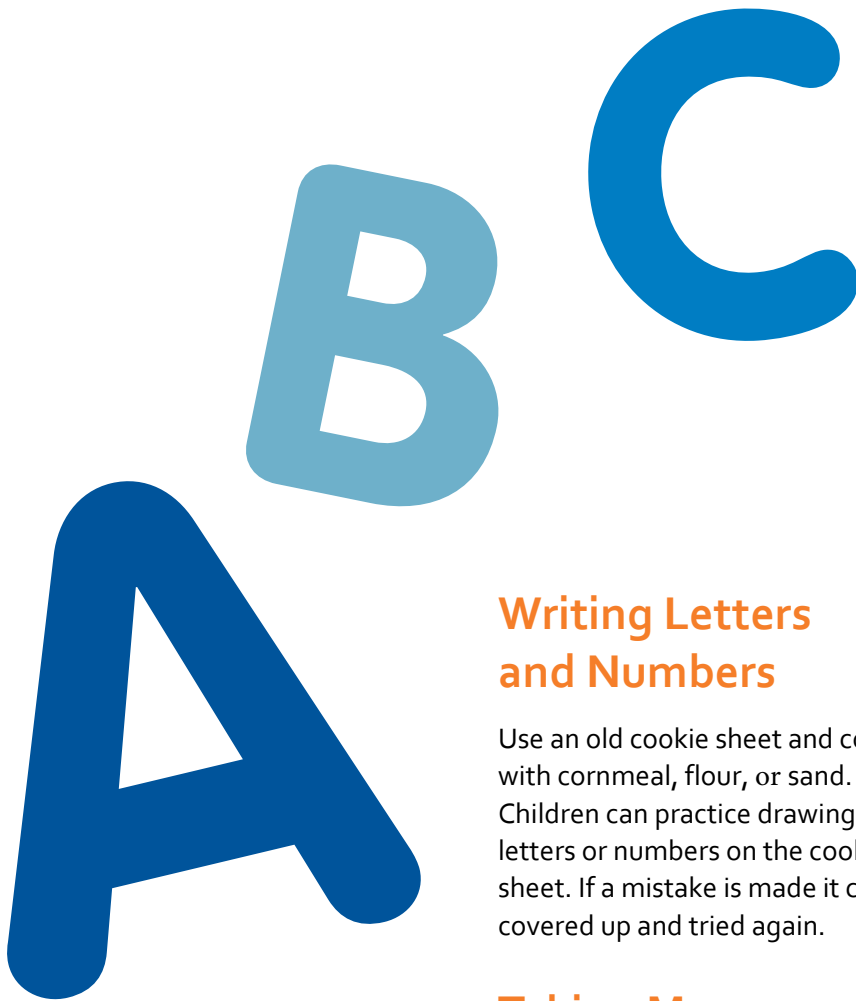 C
B
A
Writing Letters
and Numbers
Use an old cookie sheet and
with cornmeal, flour, or sand.
Children can practice drawing
letters or numbers on the
sheet. If a mistake is made it
covered up and tried again.